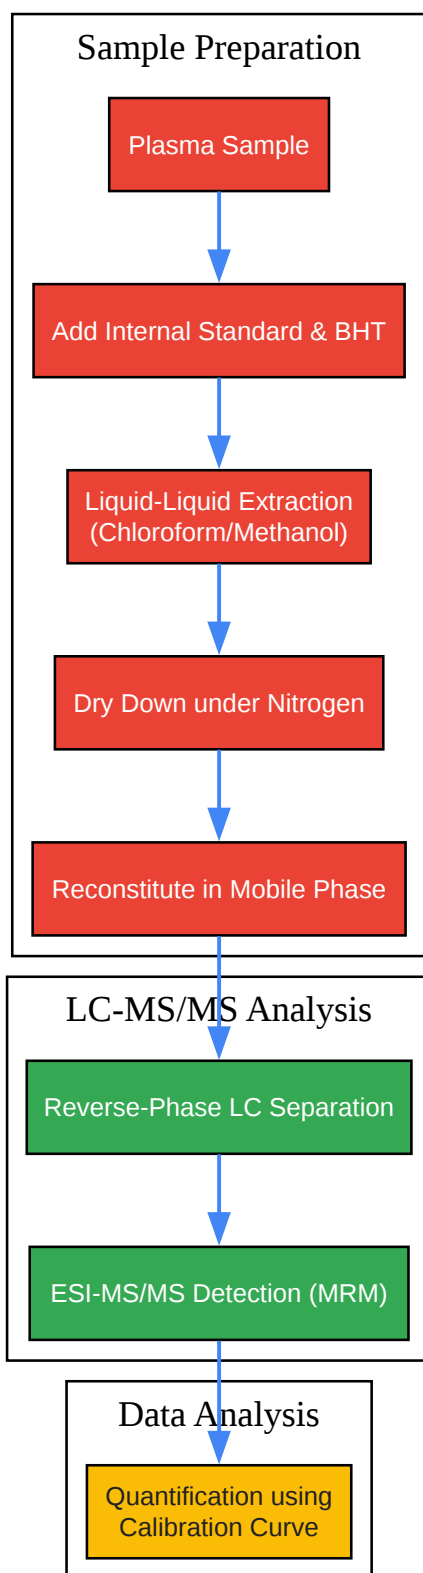 Sample Preparation
Plasma Sample
Add Internal Standard & BHT
Liquid-Liquid Extraction
(Chloroform/Methanol)
Dry Down under Nitrogen
Reconstitute in Mobile Phase
LC-MS/MS Analysis
Reverse-Phase LC Separation
ESI-MS/MS Detection (MRM)
Data Analysis
Quantification using
Calibration Curve